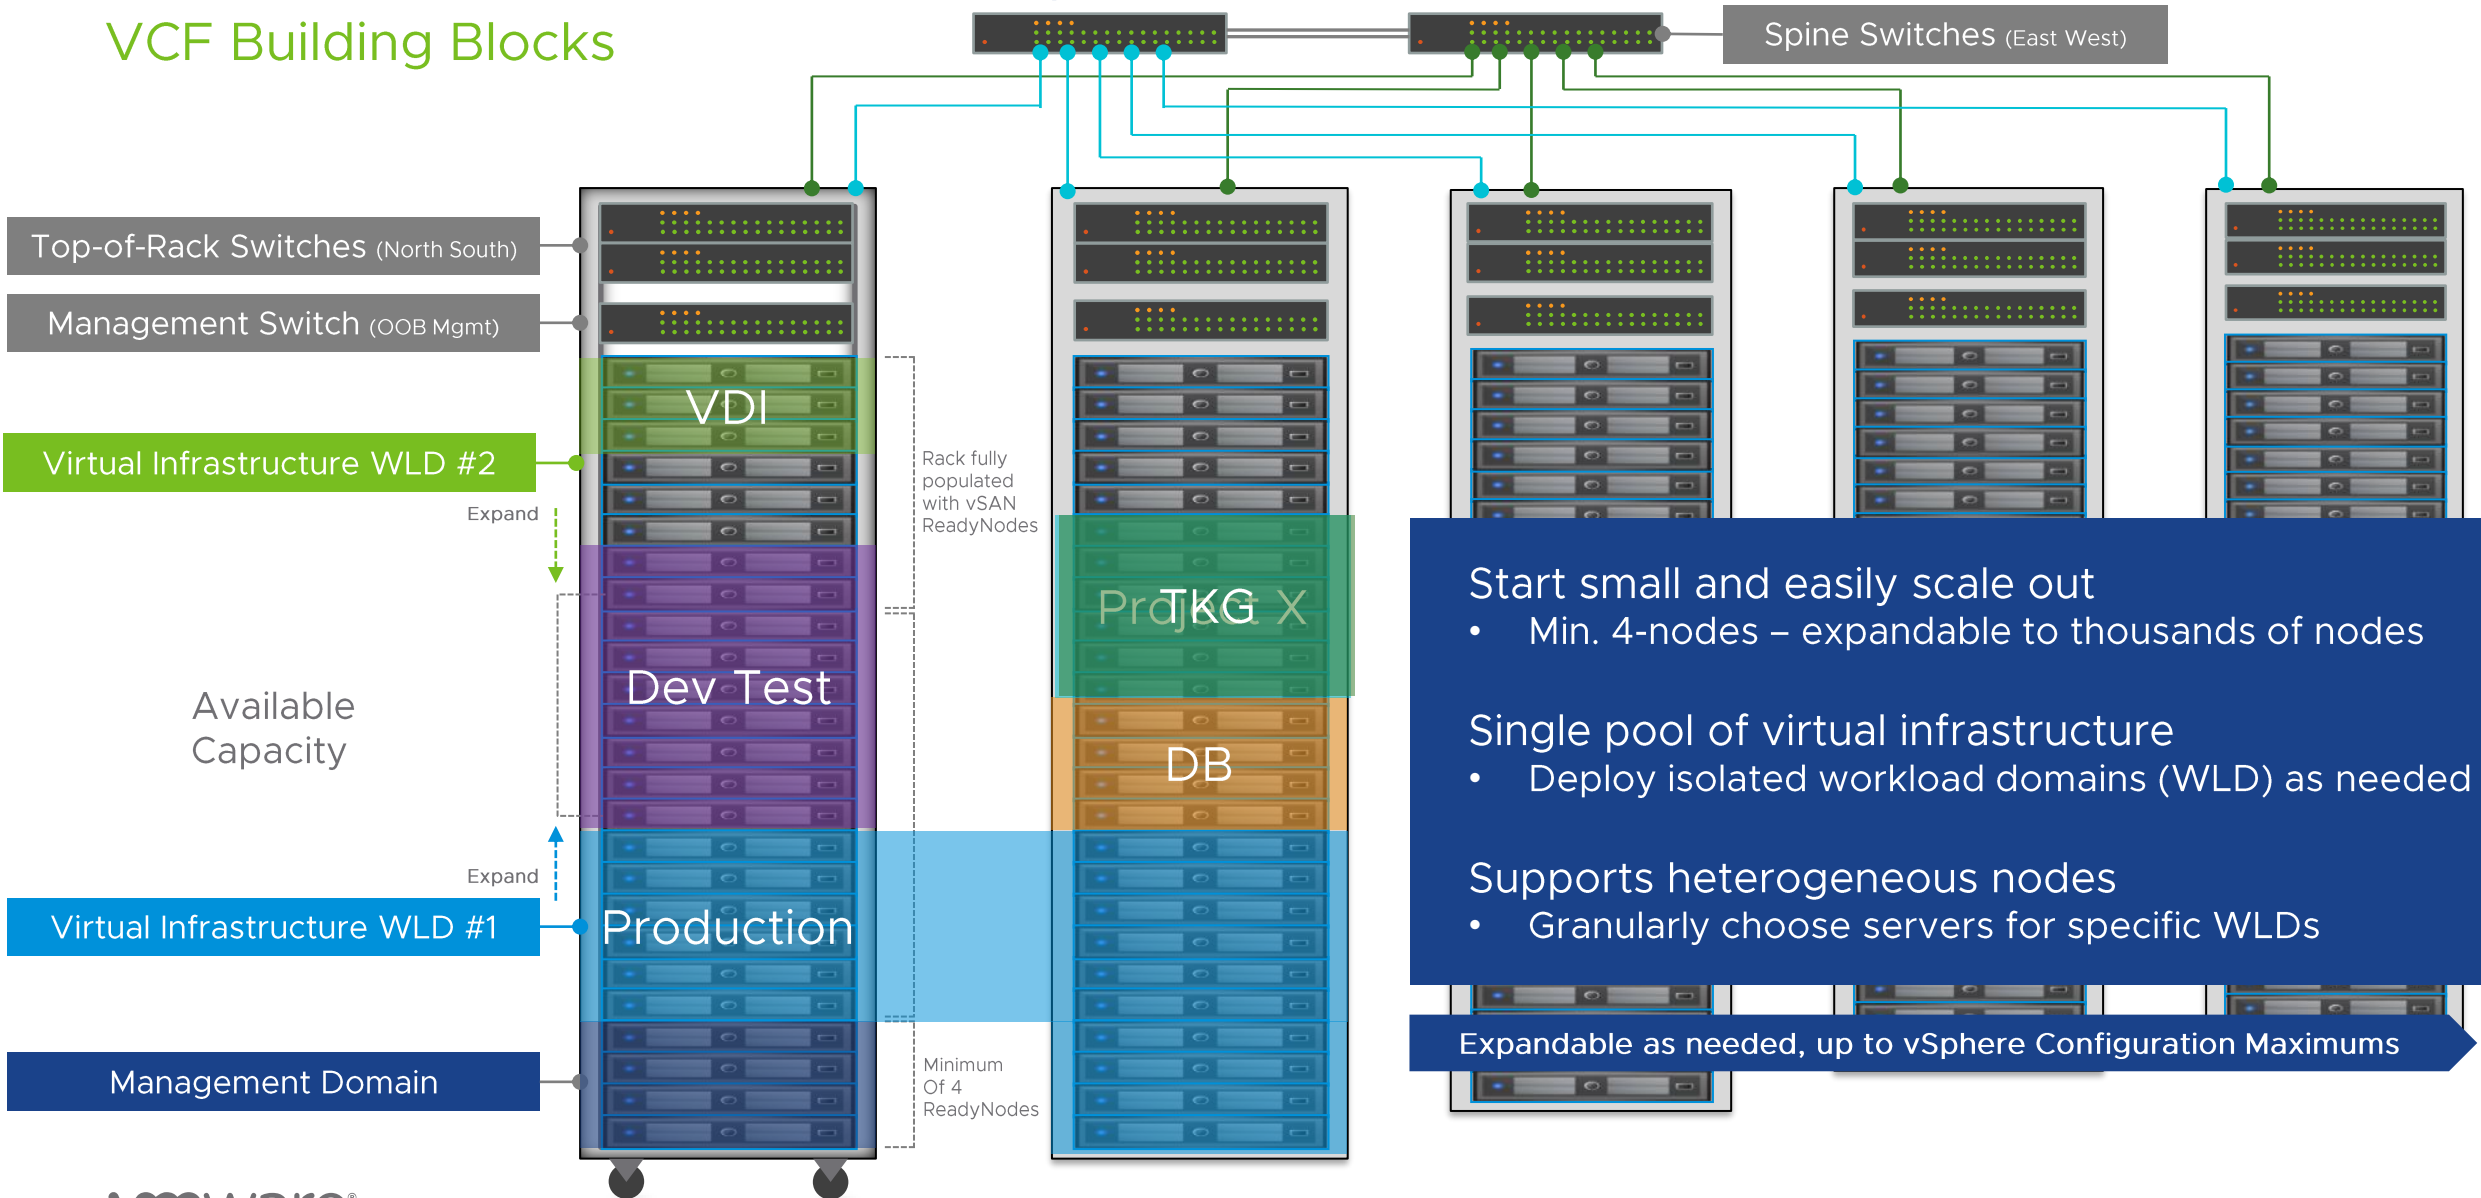 VCF Building Blocks
Spine Switches (East West)
Top-of-Rack Switches (North South)
Management Switch (OOB Mgmt)
Virtual Infrastructure WLD #2
Expand
Available
Capacity
Expand
Virtual Infrastructure WLD #1
Management Domain
VDI
Dev Test
Production
Rack fully
populated
with vSAN
ReadyNodes
Minimum
Of 4
ReadyNodes
Project X
TKG
DB
Start small and easily scale out
• Min. 4-nodes – expandable to thousands of nodes
Single pool of virtual infrastructure
• Deploy isolated workload domains (WLD) as needed
Supports heterogeneous nodes
• Granularly choose servers for specific WLDs
Expandable as needed, up to vSphere Configuration Maximums
vmware®